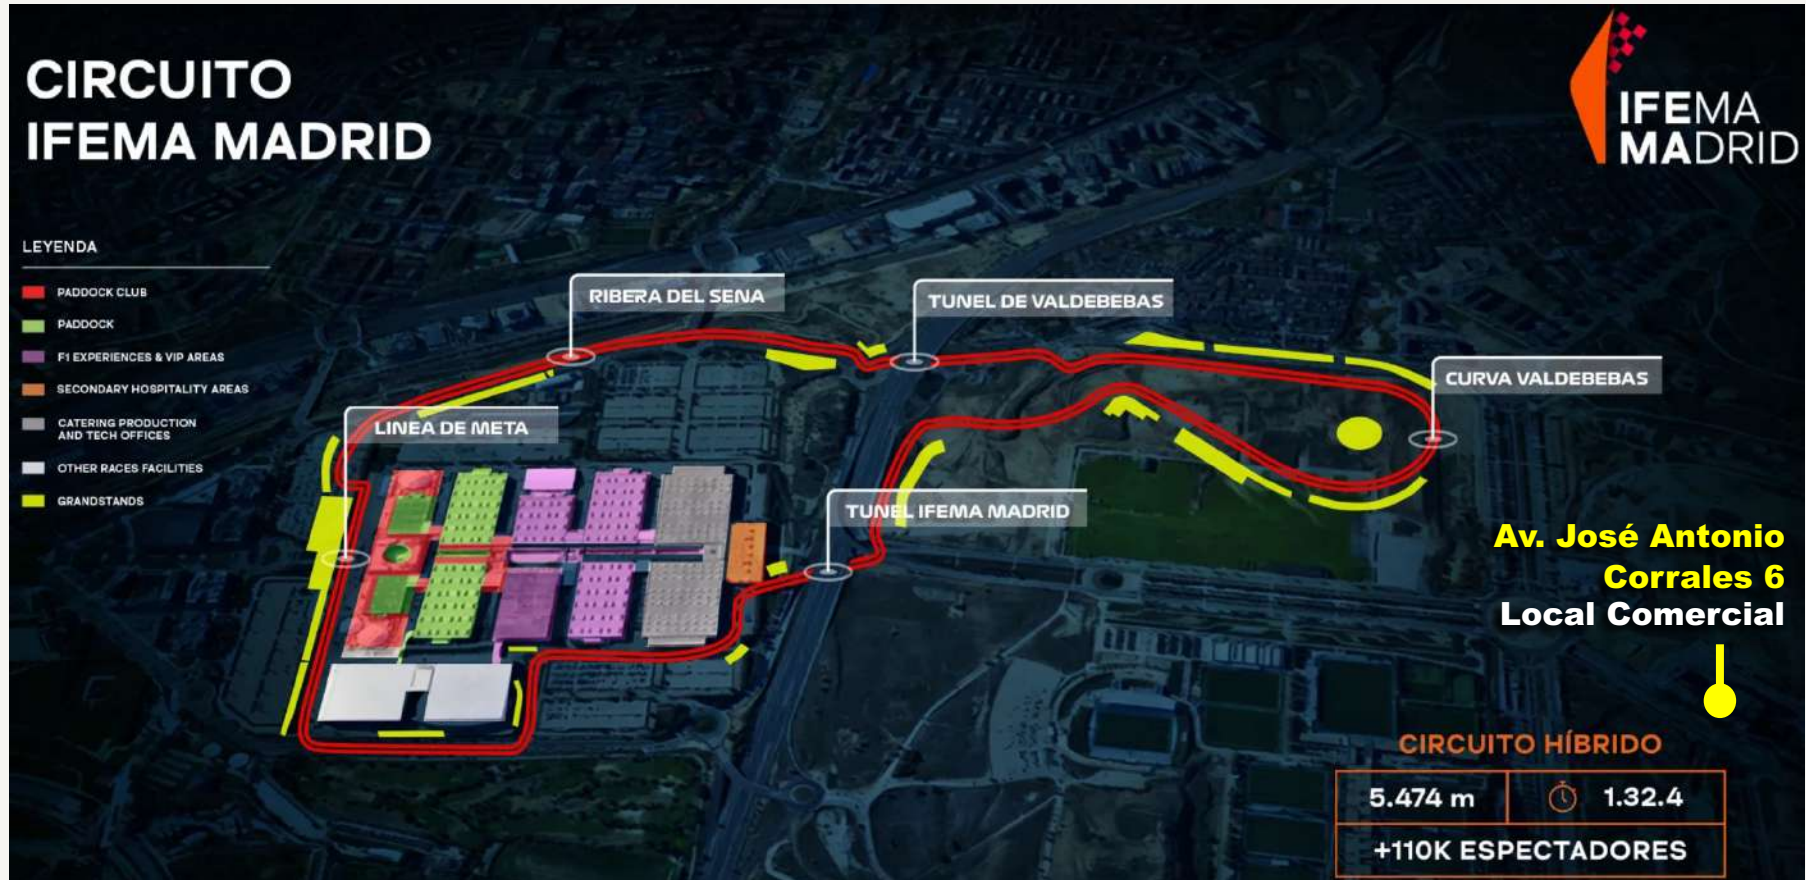 CIRCUITO
IFEMA MADRID
IFEMA
MADRID
LEYENDA
PADDOCK CLUB
PADDOCK
F1 EXPERIENCES & VIP AREAS
SECONDARY HOSPITALITY AREAS
CATERING PRODUCTION
AND TECH OFFICES
OTHER RACES FACILITIES
GRANDSTANDS
RIBERA DEL SENA
TUNEL DE VALDEBEBAS
CURVA VALDEBEBAS
LINEA DE META
TUNEL IFEMA MADRID
Av. José Antonio
Corrales 6
Local Comercial
CIRCUITO HÍBRIDO
5.474 m
1.32.4
+110K ESPECTADORES